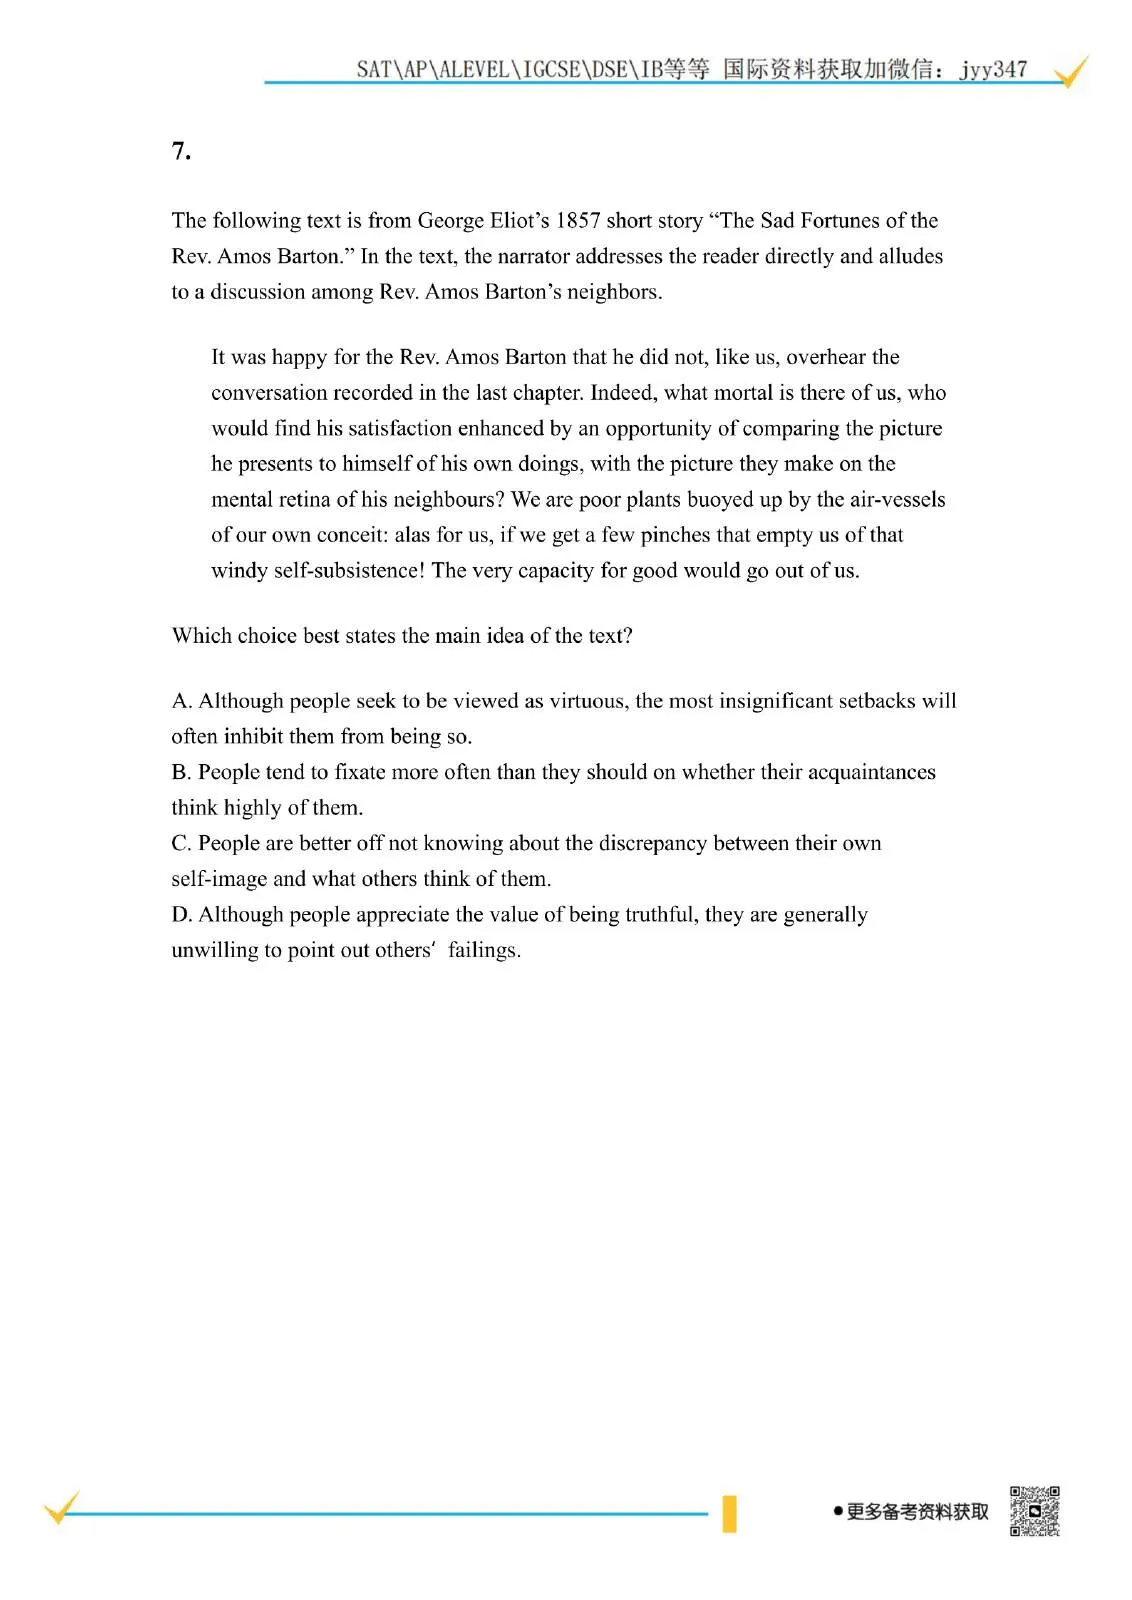 SAT\AP\ALEVEL\IGCSE\DSE\IB等等 国际资料获取加微信：jyy347
7.
The following text is from George Eliot’s 1857 short story “The Sad Fortunes of the
Rev. Amos Barton.” In the text, the narrator addresses the reader directly and alludes
to a discussion among Rev. Amos Barton’s neighbors.
It was happy for the Rev. Amos Barton that he did not, like us, overhear the
conversation recorded in the last chapter. Indeed, what mortal is there of us, who
would find his satisfaction enhanced by an opportunity of comparing the picture
he presents to himself of his own doings, with the picture they make on the
mental retina of his neighbours? We are poor plants buoyed up by the air-vessels
of our own conceit: alas for us, if we get a few pinches that empty us of that
windy self-subsistence! The very capacity for good would go out of us.
Which choice best states the main idea of the text?
A. Although people seek to be viewed as virtuous, the most insignificant setbacks will
often inhibit them from being so.
B. People tend to fixate more often than they should on whether their acquaintances
think highly of them.
C. People are better off not knowing about the discrepancy between their own
self-image and what others think of them.
D. Although people appreciate the value of being truthful, they are generally
unwilling to point out others’ failings.
●更多备考资料获取